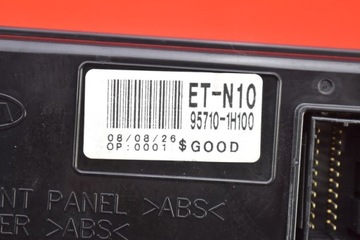 ET-N10
95710-1H100
08/08/26
OP:0001 $GOOD
NT PANEL >ABS<
ER >ABS<